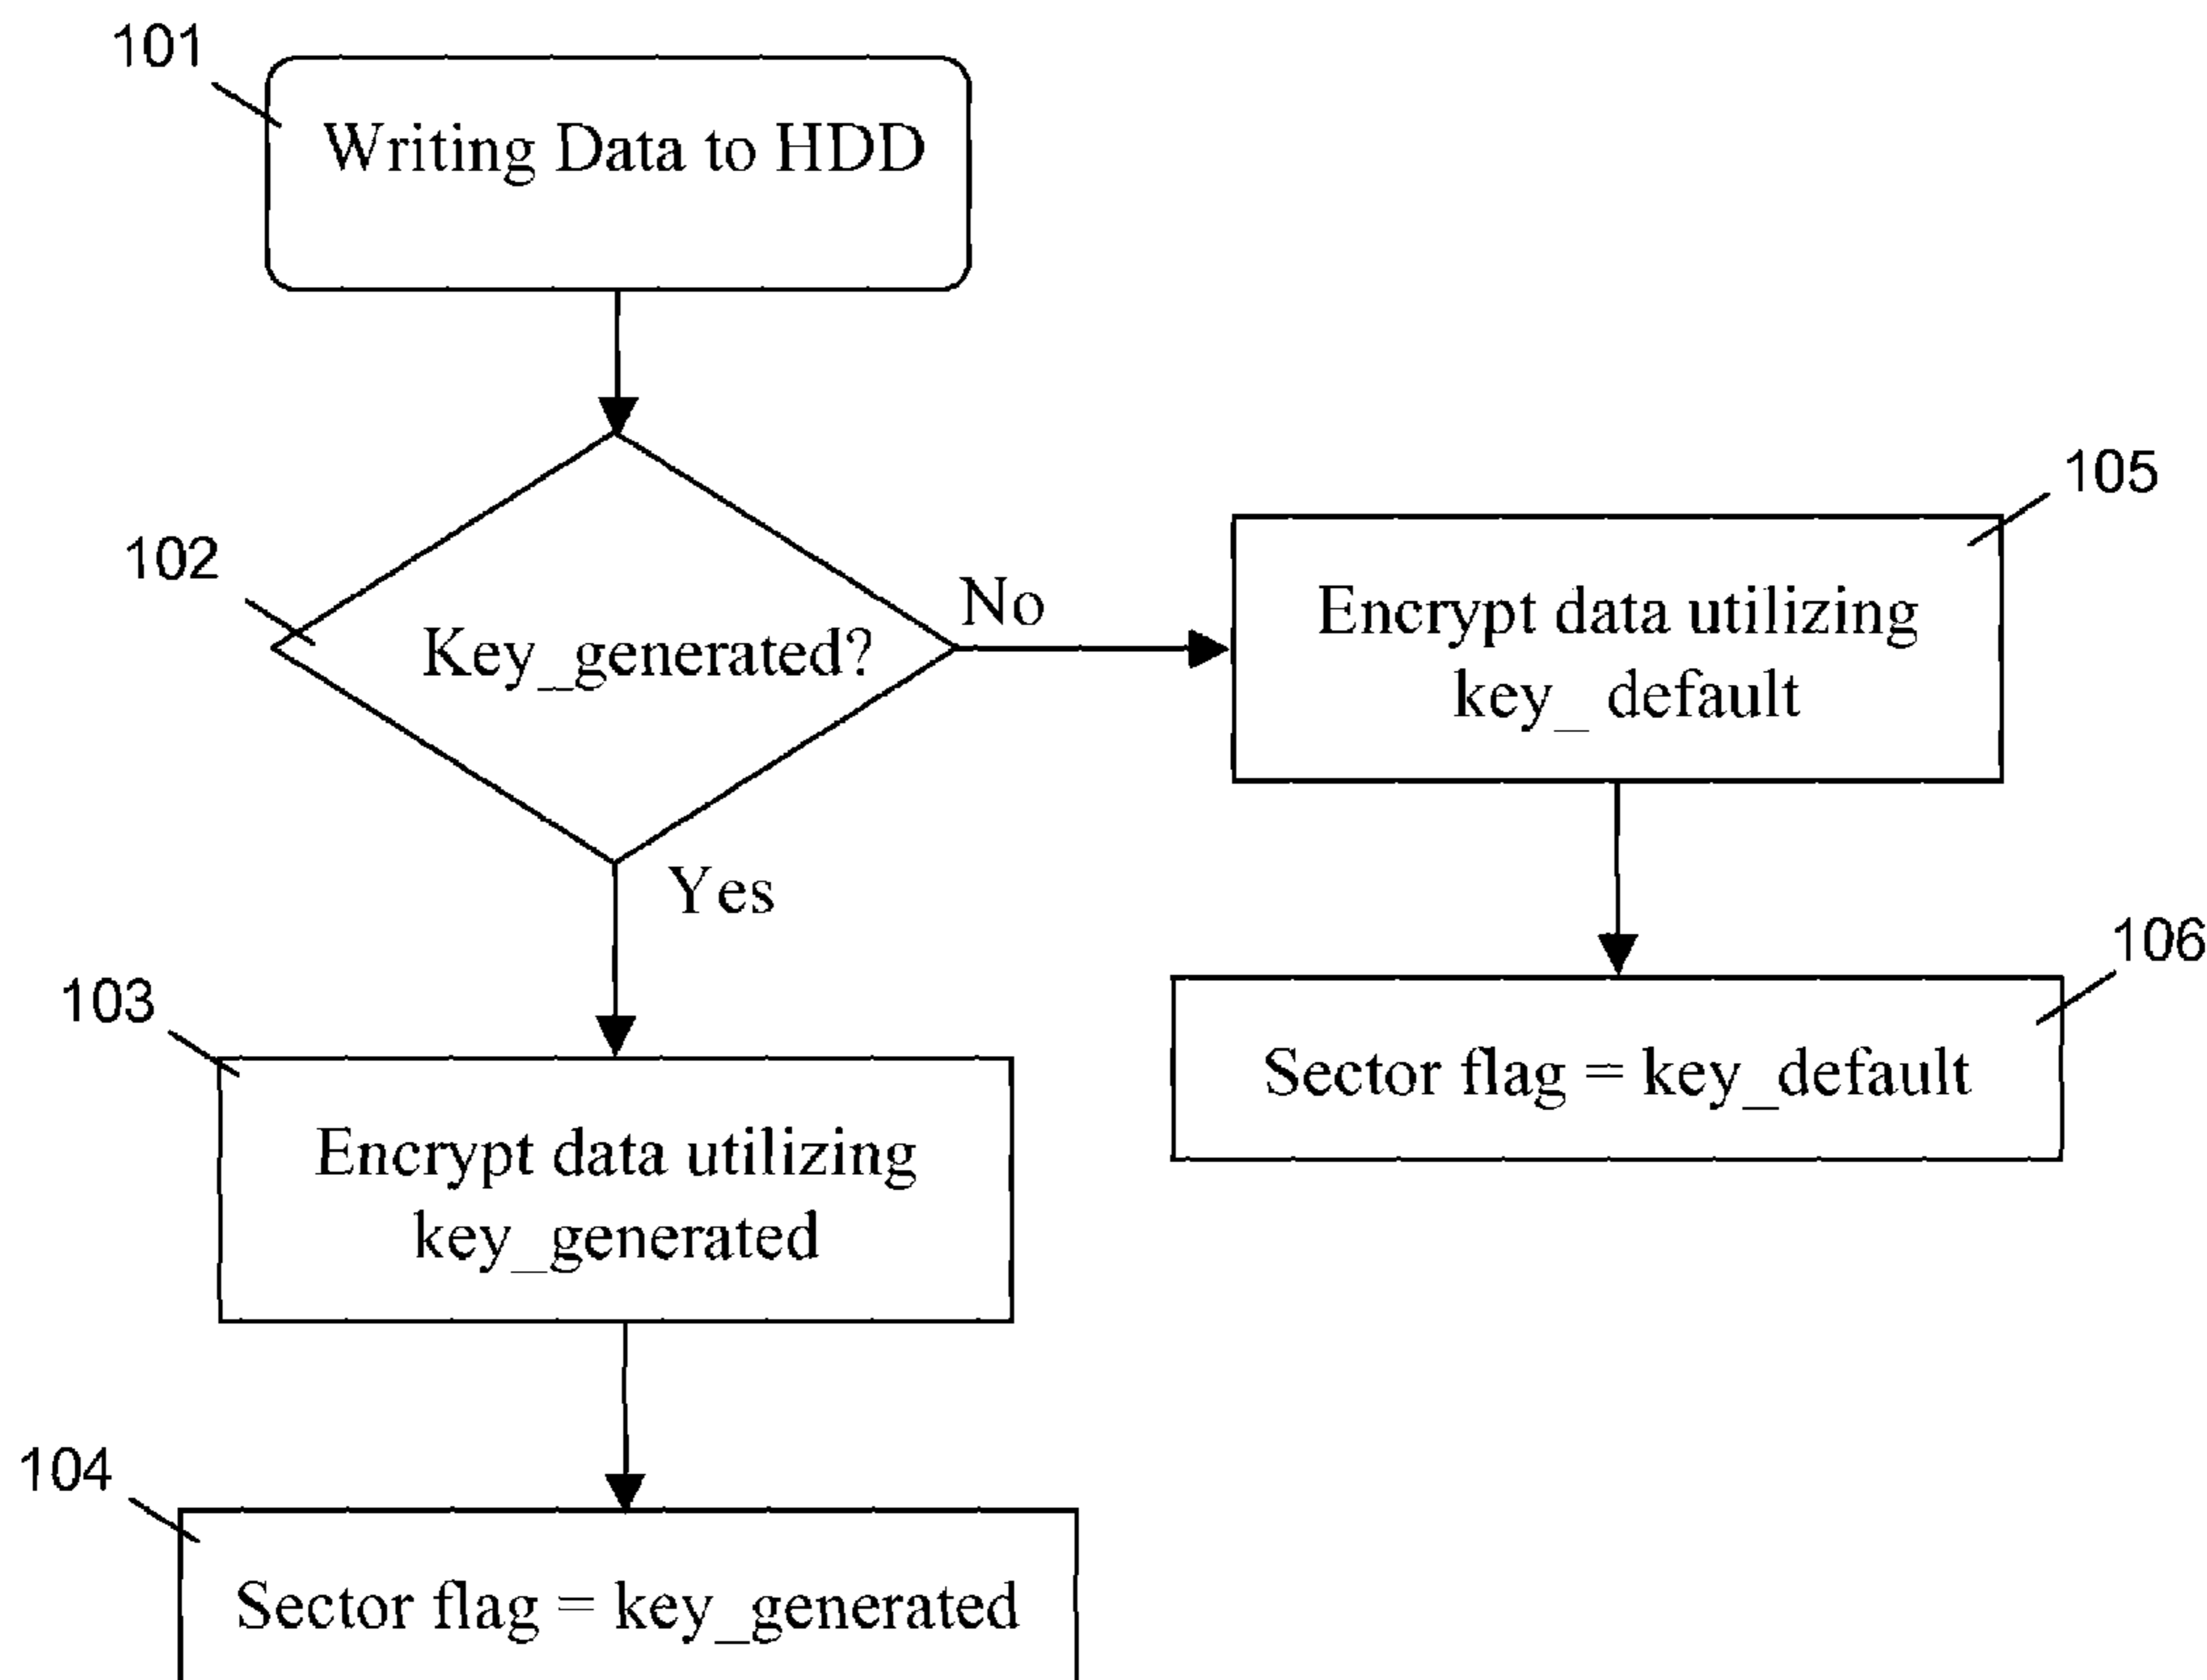 101
Writing Data to HDD
102
Key_generated?
No
Yes
105
Encrypt data utilizing
key_ default
106
Sector flag = key_default
103
Encrypt data utilizing
key_generated
104
Sector flag = key_generated